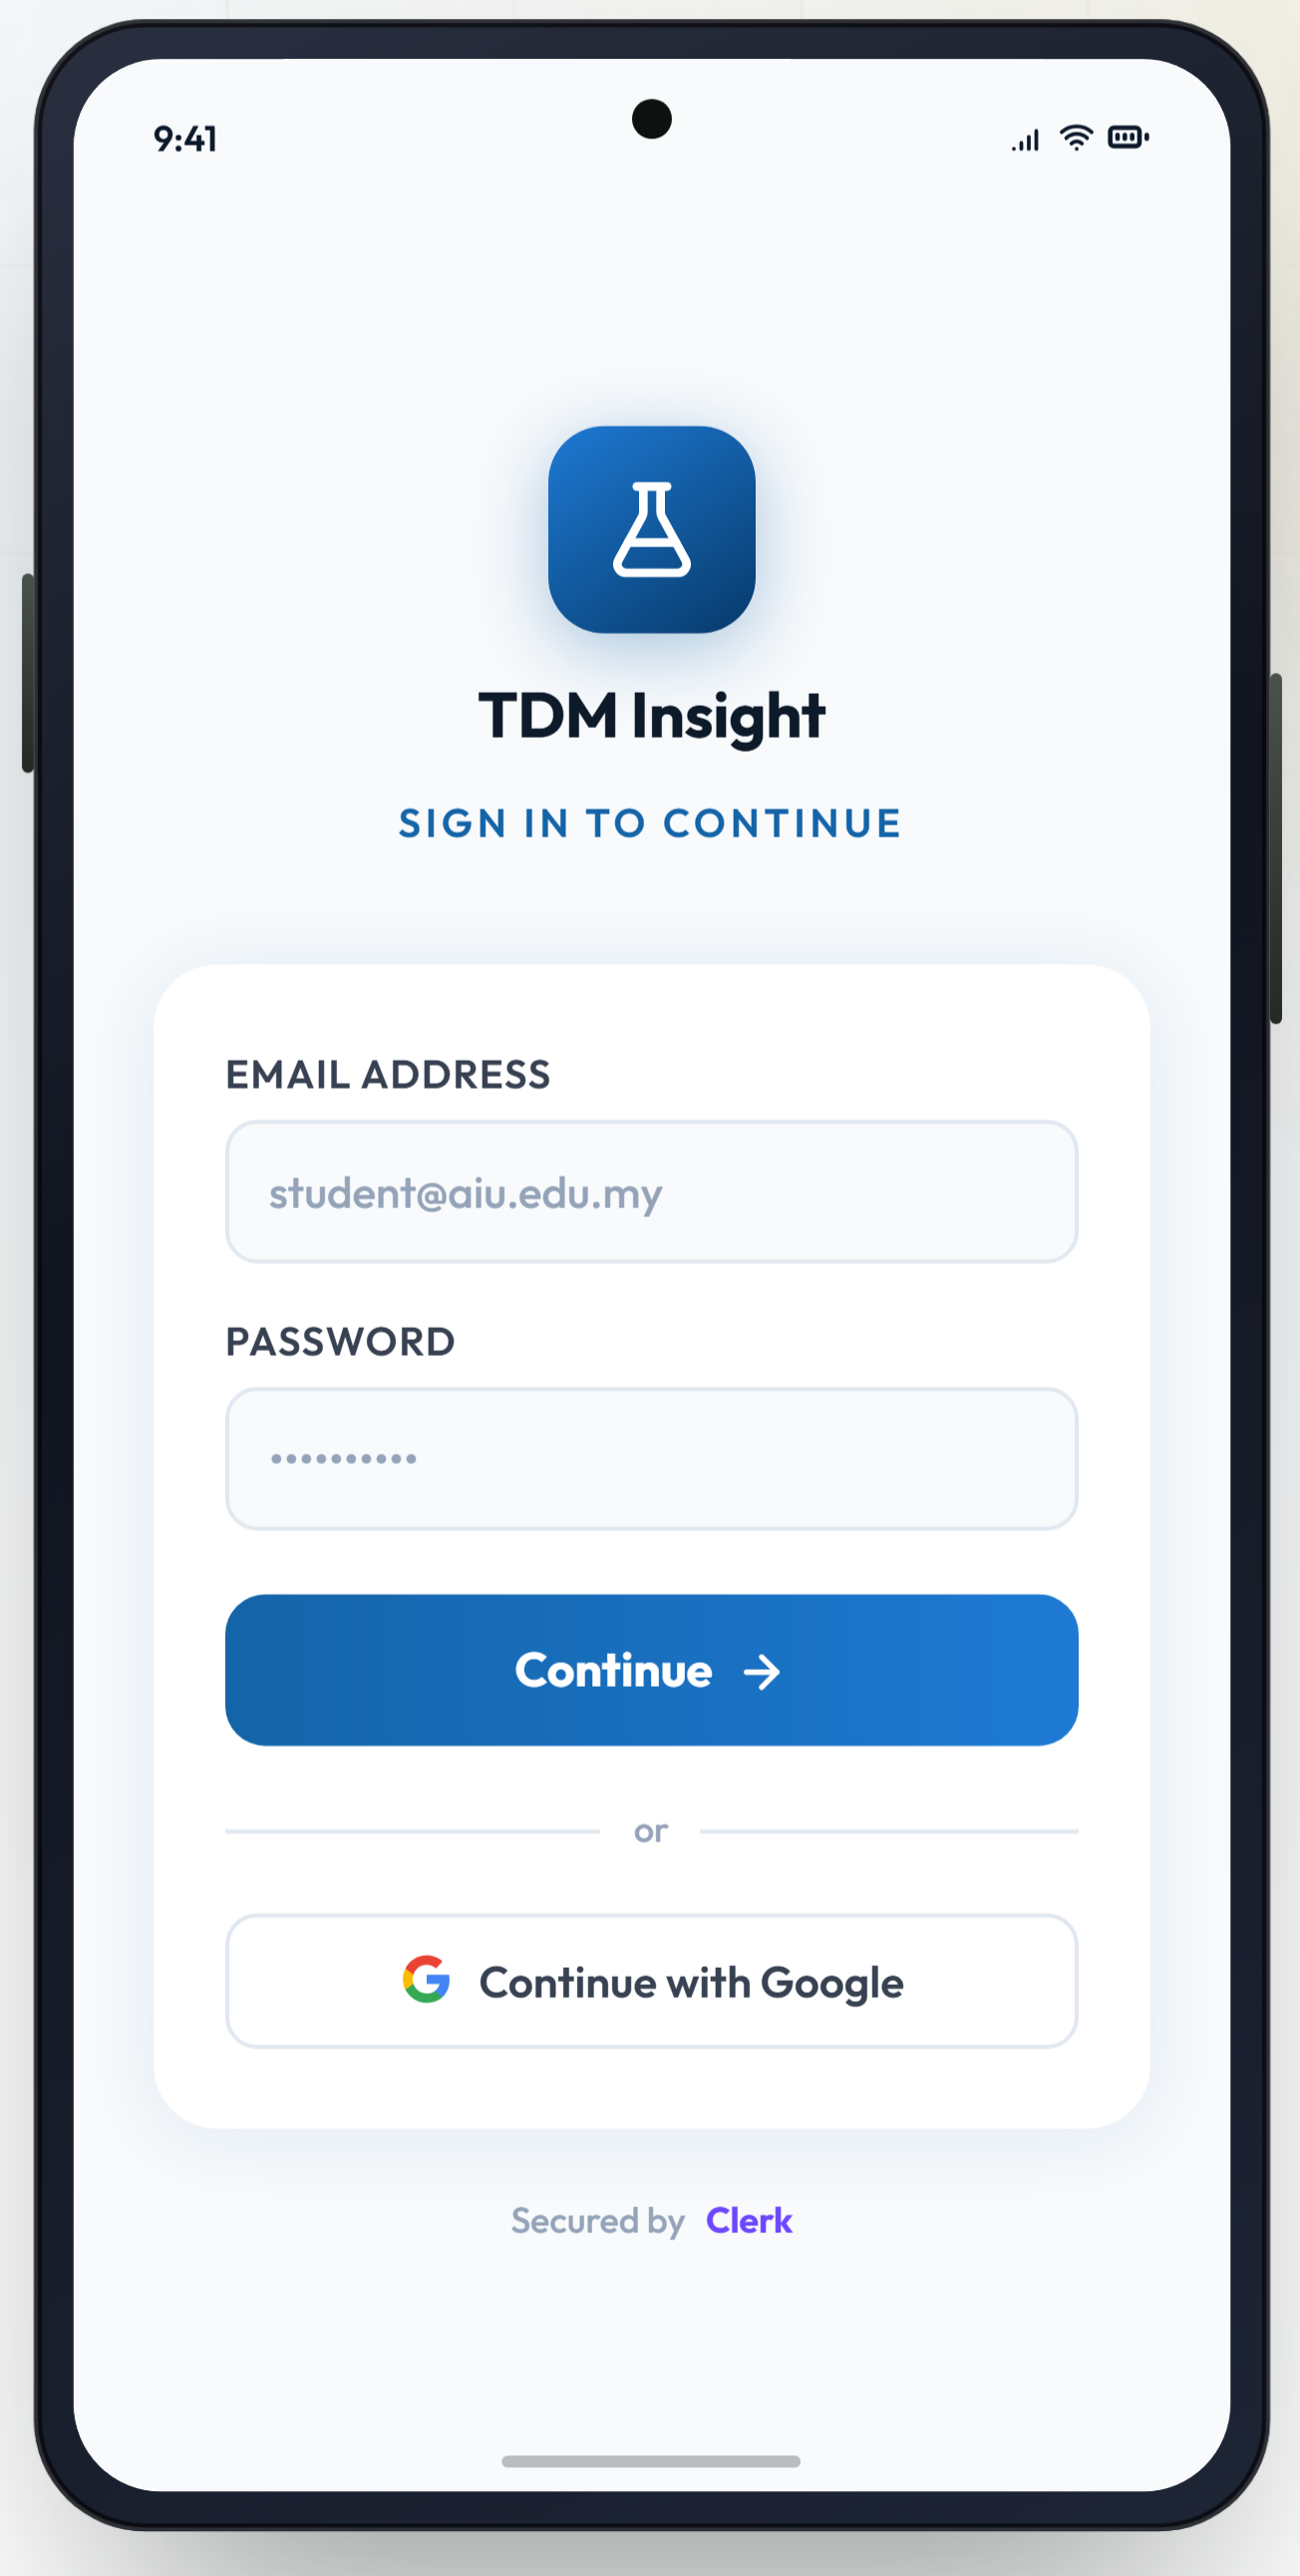 9:41
TDM Insight
SIGN IN TO CONTINUE
EMAIL ADDRESS
student@aiu.edu.my
PASSWORD
••••••••••
Continue →
or
Continue with Google
Secured by Clerk